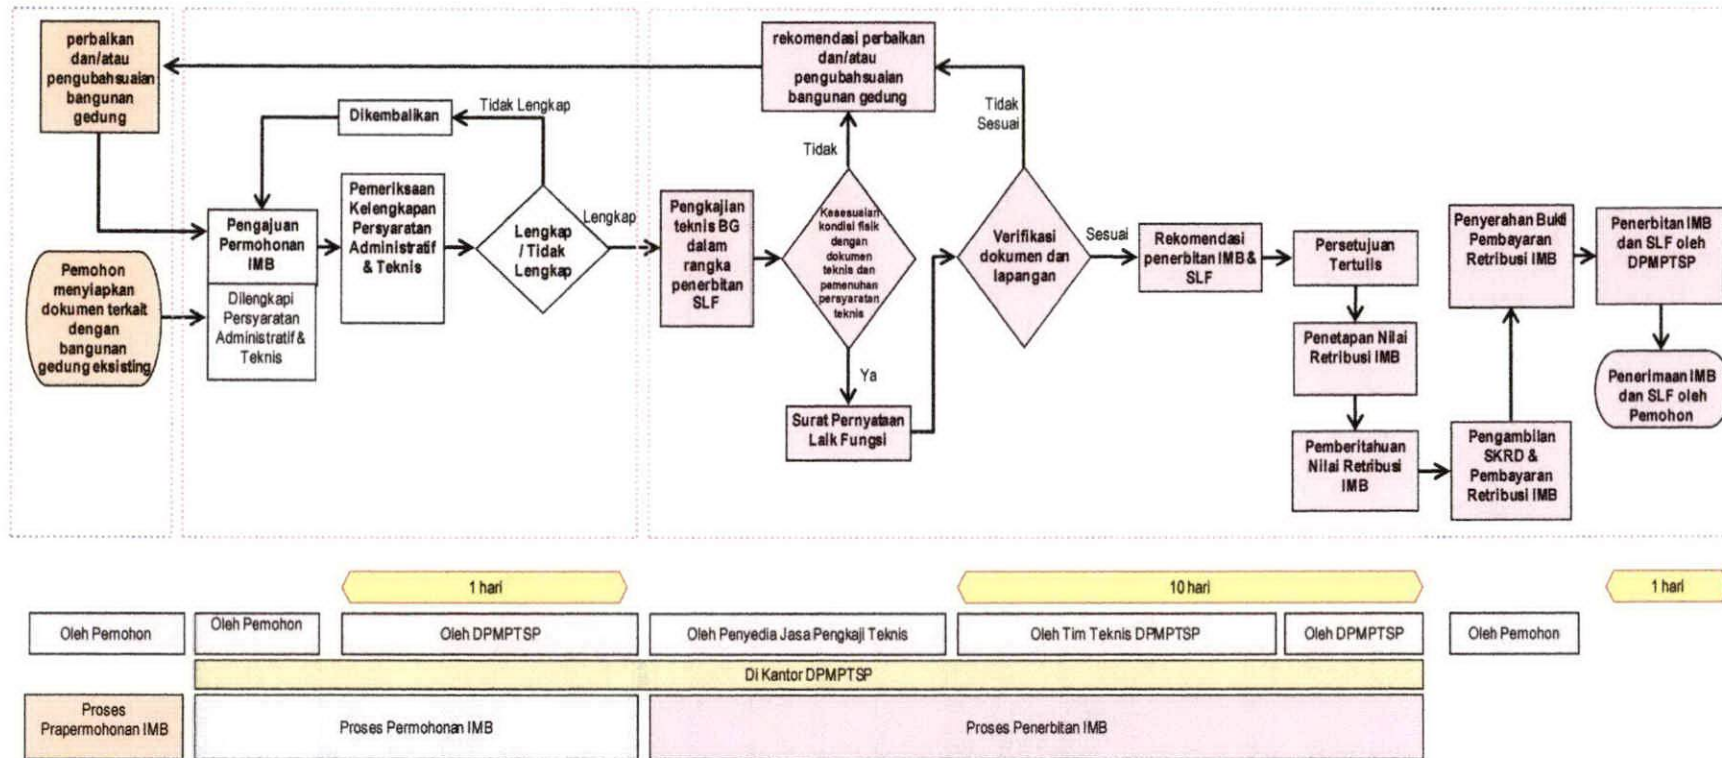 perbaikan
dan/atau
pengubahsuaian
bangunan
gedung
rekomendasi perbaikan
dan/atau
pengubahsuaian
bangunan gedung
Dikembalikan
Tidak Lengkap
Tidak
Sesuai
Tidak
Pengajuan
Permohonan
IMB
Dilengkapi
Persyaratan
Administratif &
Teknis
Pemohon
menyiapkan
dokumen terkait
dengan
bangunan
gedung eksisting
Pemeriksaan
Kelengkapan
Persyaratan
Administratif
& Teknis
Lengkap
/ Tidak
Lengkap
Lengkap
Pengkajian
teknis BG
dalam
rangka
penerbitan
SLF
Kesesuaian
kondisi fisik
dengan
dokumen
teknis dan
pemenuhan
persyaratan
teknis
Ya
Surat Pernyataan
Laik Fungsi
Verifikasi
dokumen dan
lapangan
Sesuai
Rekomendasi
penerbitan IMB &
SLF
Persetujuan
Tertulis
Penetapan Nilai
Retribusi IMB
Pemberitahuan
Nilai Retribusi
IMB
Pengambilan
SKRD &
Pembayaran
Retribusi IMB
Penyerahan Bukti
Pembayaran
Retribusi IMB
Penerbitan IMB
dan SLF oleh
DPMPTSP
Penerimaan IMB
dan SLF oleh
Pemohon
1 hari
10 hari
1 hari
Oleh Pemohon
Oleh Pemohon
Oleh DPMPTSP
Oleh Penyedia Jasa Pengkaji Teknis
Oleh Tim Teknis DPMPTSP
Oleh DPMPTSP
Oleh Pemohon
Di Kantor DPMPTSP
Proses
Prapermohonan IMB
Proses Permohonan IMB
Proses Penerbitan IMB